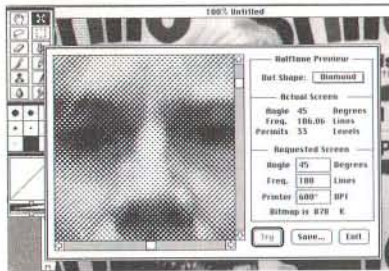 100% Untitled
Halftone Preview
Dot Shape: Diamond
Actual Screen
Angle 45 Degrees
Freq. 106.06 Lines
Permits 33 Levels
Requested Screen
Angle 45 Degrees
Freq. 100 Lines
Printer 600* DPI
Bitmap is 878 K
Try Save... Exit